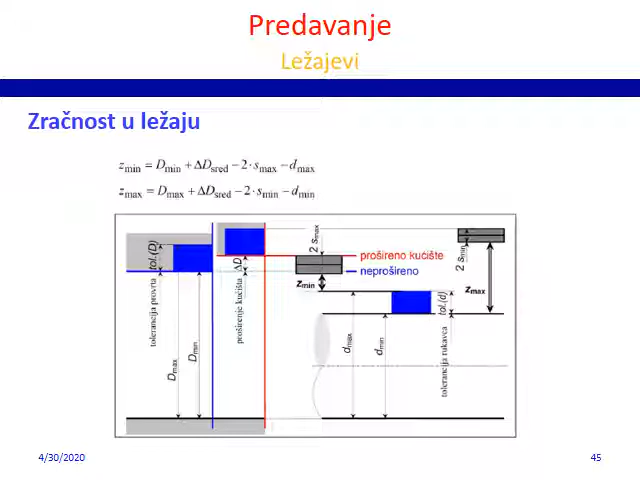 Predavanje
Ležajevi
Zračnost u ležaju
z_min = D_min + ΔD_sred − 2·s_max − d_max
z_max = D_max + ΔD_sred − 2·s_min − d_min
tol.(D)
ΔD
2 s_max
prošireno kućište
neprošireno
z_min
2 s_min
z_max
tol.(d)
tolerancija provrta
D_max
D_min
proširenje kućišta
d_max
d_min
tolerancija rukavca
4/30/2020
45